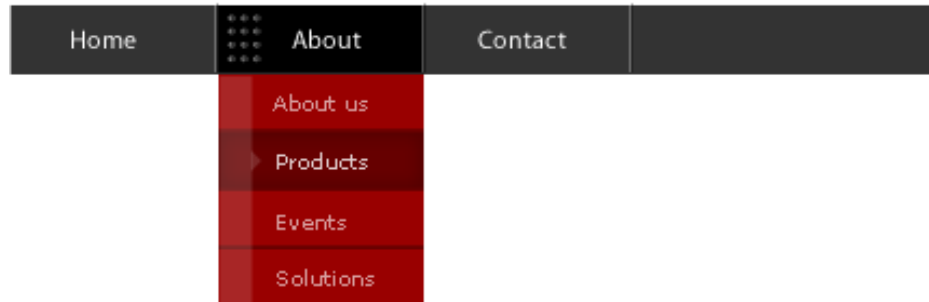 Home About Contact
About us
Products
Events
Solutions